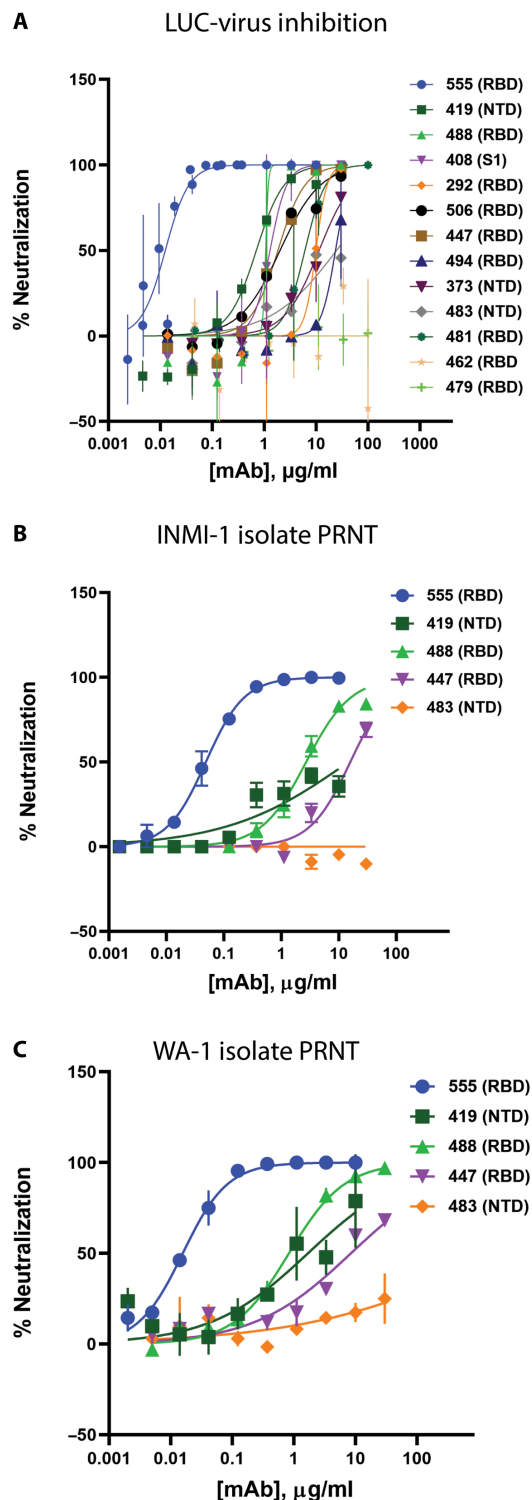 A
LUC-virus inhibition
150
100
50
0
−50
% Neutralization
0.001 0.01 0.1 1 10 100 1000
[mAb], µg/ml
555 (RBD)
419 (NTD)
488 (RBD)
408 (S1)
292 (RBD)
506 (RBD)
447 (RBD)
494 (RBD)
373 (NTD)
483 (NTD)
481 (RBD)
462 (RBD
479 (RBD)
B
INMI-1 isolate PRNT
150
100
50
0
−50
% Neutralization
0.001 0.01 0.1 1 10 100
[mAb], µg/ml
555 (RBD)
419 (NTD)
488 (RBD)
447 (RBD)
483 (NTD)
C
WA-1 isolate PRNT
150
100
50
0
−50
% Neutralization
0.001 0.01 0.1 1 10 100
[mAb], µg/ml
555 (RBD)
419 (NTD)
488 (RBD)
447 (RBD)
483 (NTD)